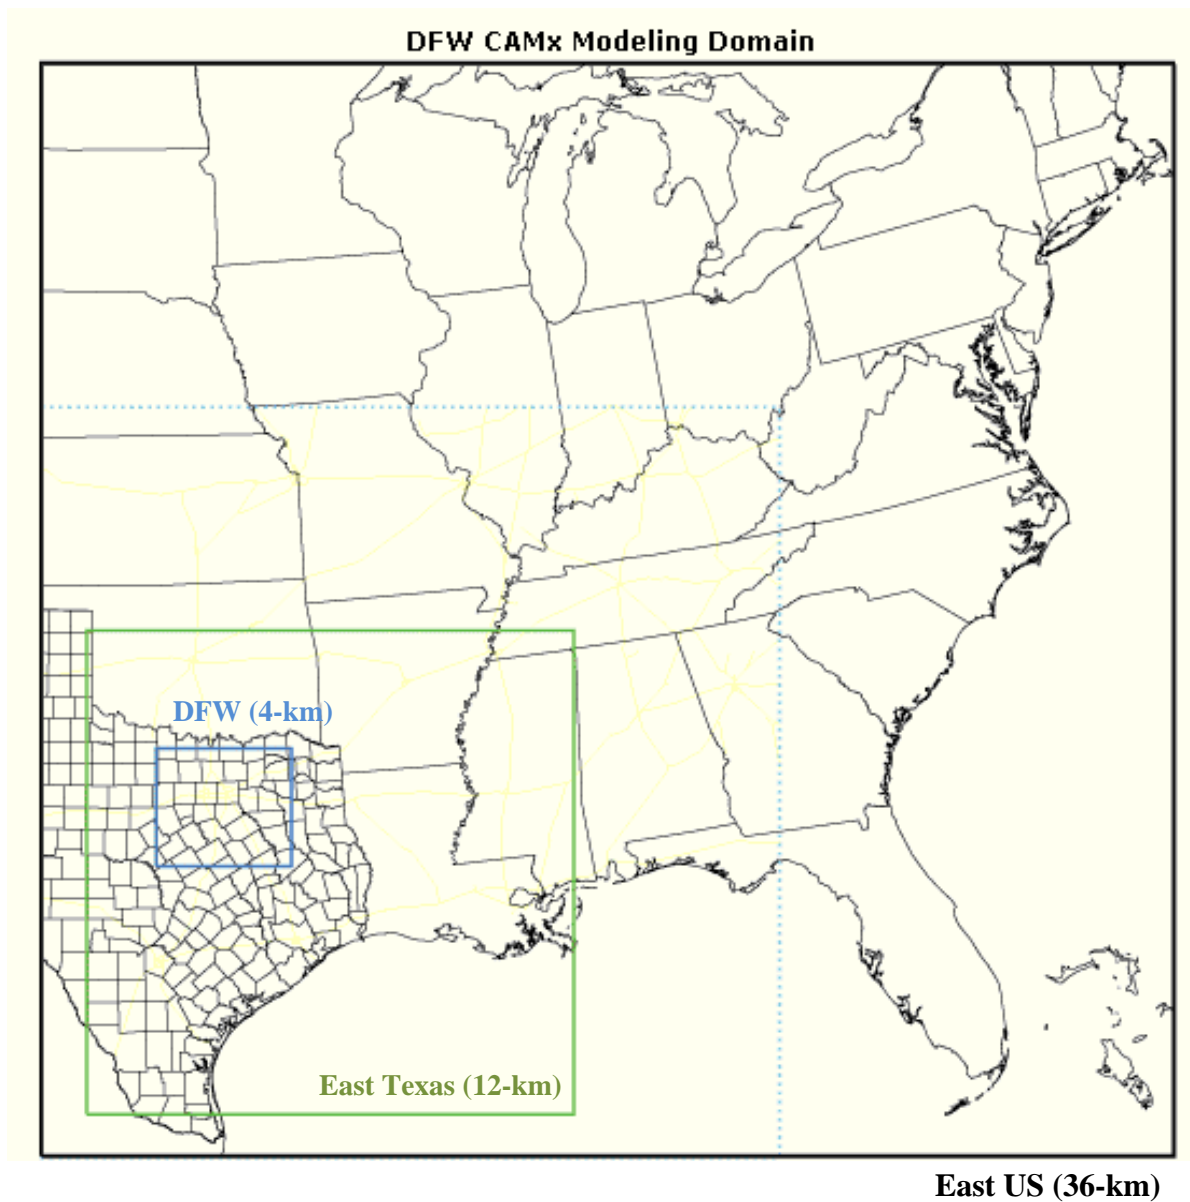 DFW CAMx Modeling Domain
DFW (4-km)
East Texas (12-km)
East US (36-km)